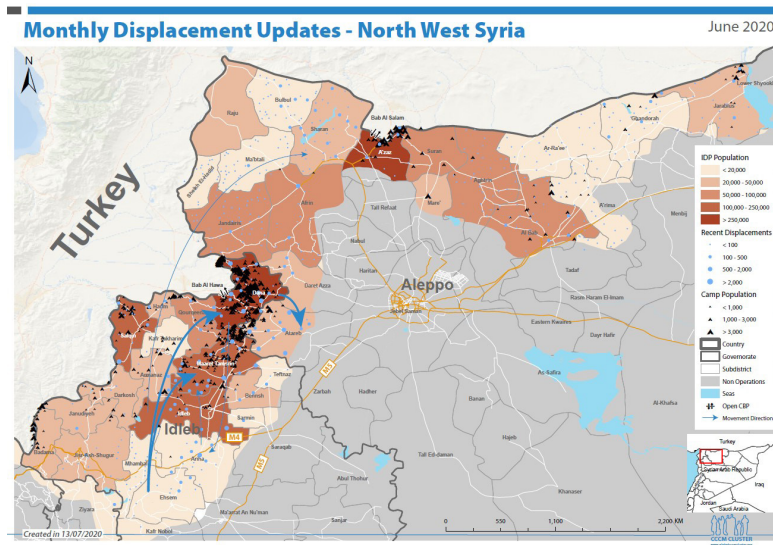 Monthly Displacement Updates - North West Syria
June 2020
N
Turkey
Bulbul
Raju
Sharan
Bab Al Salam
A'zaz
Ma'btali
Sheikh El-Hadid
Suran
Aghtrin
Ghandorah
Jarablus
Lower Shyookh
Ar-Ra'ee
A'rima
Menbij
Afrin
Jandairis
Mare'
Tall Refaat
Al Bab
Nabul
Tadaf
Haritan
Aleppo
Jebel Saman
Rasm Haram El-Imam
Bab Al Hawa
Dana
Daret Azza
Atareb
Eastern Kwaires
Dayr Hafir
Harim
Salqin
Kafr Takharim
Armanaz
Maaret Tamsrin
Teftnaz
Zarbah
Hadher
Banan
As-Safira
Al-Khafsa
Darkosh
Janudiyeh
Idleb
Bennsh
Sarmin
Idleb
M4
M5
M5
Saraqab
Hajeb
Badama
Jisr-Ash-Shugur
Mhambal
Ariha
Tall Ed-daman
Abul Thohur
Khanaser
Ziyara
Ehsem
Ma'arrat An Nu'man
Sanjar
Kafr Nobol
IDP Population
< 20,000
20,000 - 50,000
50,000 - 100,000
100,000 - 250,000
> 250,000
Recent Displacements
< 100
100 - 500
500 - 2,000
> 2,000
Camp Population
< 1,000
1,000 - 3,000
> 3,000
Country
Governerate
Subdistrict
Non Operations
Seas
Open CBP
Movement Direction
Turkey
Syrian Arab Republic
Iraq
Jordan
Saudi Arabia
0 550 1,100 2,200 KM
Created in 13/07/2020
CCCM CLUSTER